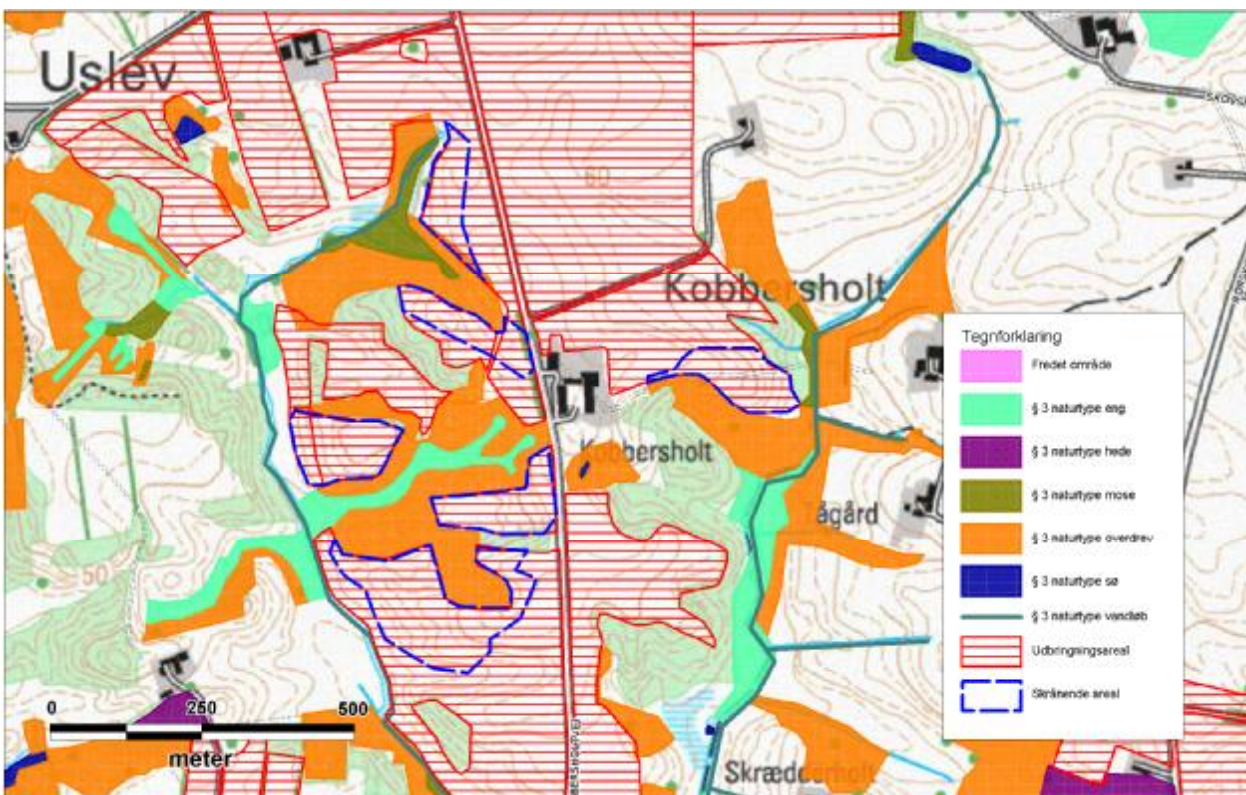 Uslev
60
Kobbersholt
Kobbersholt
Tågård
50
Skrædderholt
0 250 500
meter
Tegnforklaring
Fredet område
§ 3 naturtype eng
§ 3 naturtype hede
§ 3 naturtype mose
§ 3 naturtype overdrev
§ 3 naturtype sø
§ 3 naturtype vandløb
Udbringningsareal
Skrånende areal